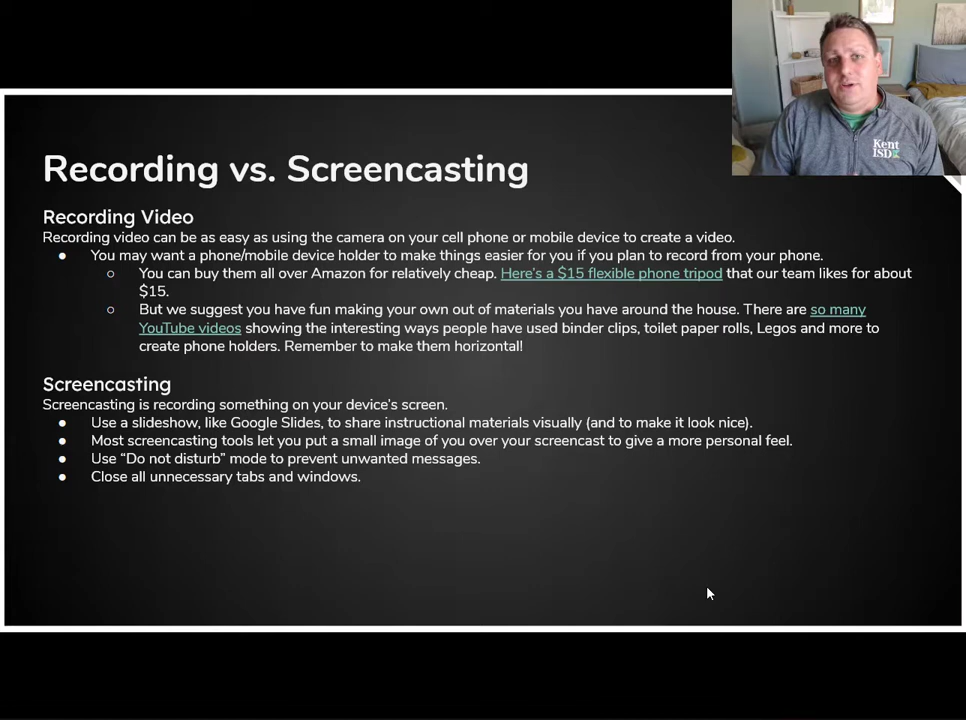 Kent
ISD
Recording vs. Screencasting
Recording Video
Recording video can be as easy as using the camera on your cell phone or mobile device to create a video.
● You may want a phone/mobile device holder to make things easier for you if you plan to record from your phone.
○ You can buy them all over Amazon for relatively cheap. Here's a $15 flexible phone tripod that our team likes for about
$15.
○ But we suggest you have fun making your own out of materials you have around the house. There are so many
YouTube videos showing the interesting ways people have used binder clips, toilet paper rolls, Legos and more to
create phone holders. Remember to make them horizontal!
Screencasting
Screencasting is recording something on your device's screen.
● Use a slideshow, like Google Slides, to share instructional materials visually (and to make it look nice).
● Most screencasting tools let you put a small image of you over your screencast to give a more personal feel.
● Use “Do not disturb” mode to prevent unwanted messages.
● Close all unnecessary tabs and windows.